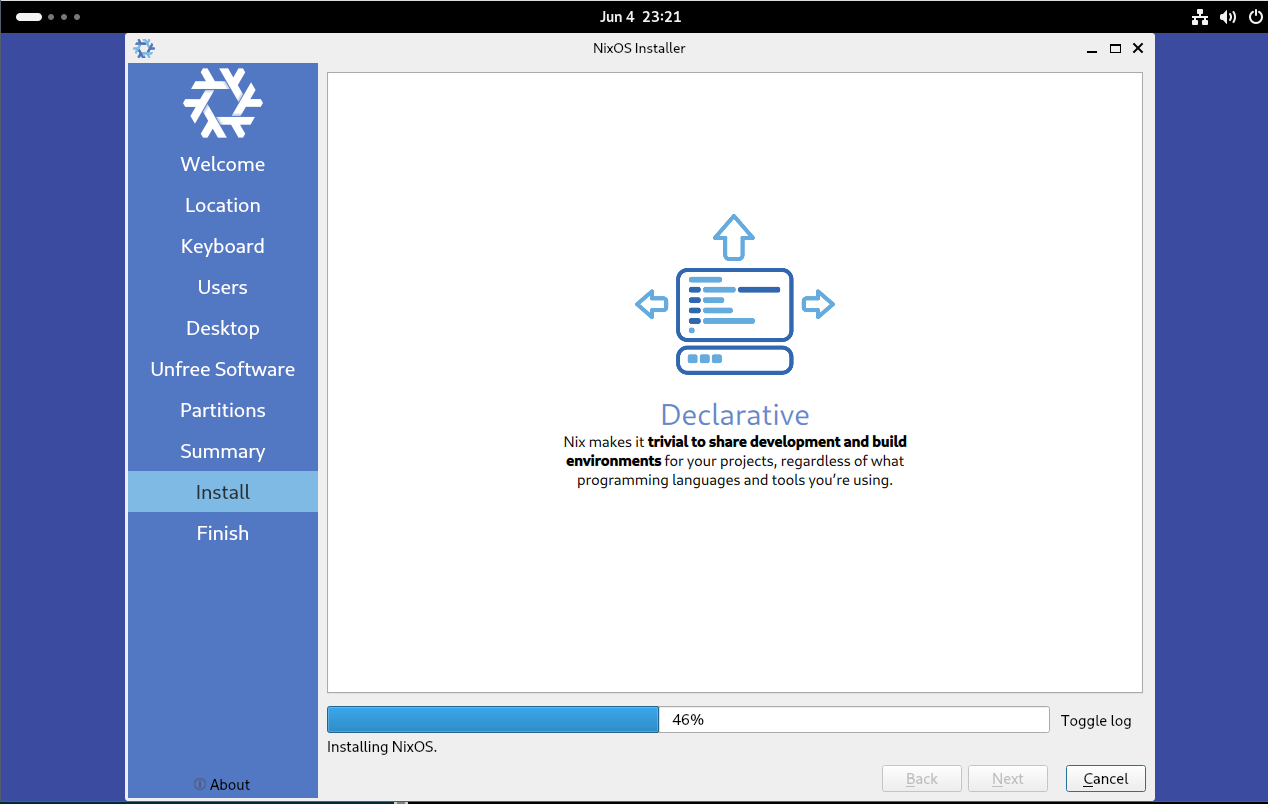 Jun 4 23:21
NixOS Installer
Welcome
Location
Keyboard
Users
Desktop
Unfree Software
Partitions
Summary
Install
Finish
About
Declarative
Nix makes it trivial to share development and build
environments for your projects, regardless of what
programming languages and tools you’re using.
46%
Toggle log
Installing NixOS.
Back
Next
Cancel